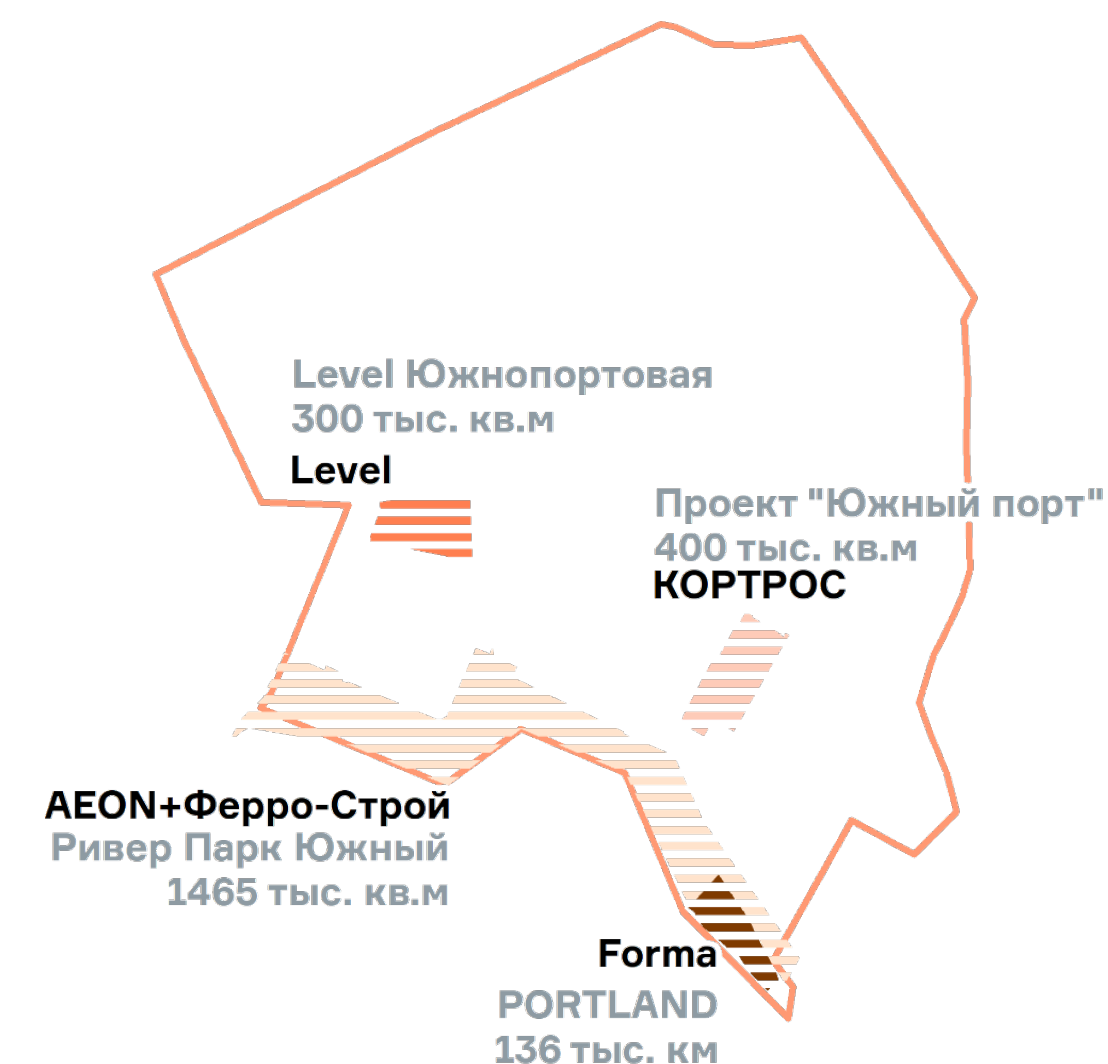 Level Южнопортовая
300 тыс. кв.м
Level
Проект "Южный порт"
400 тыс. кв.м
КОРТРОС
AEON+Ферро-Строй
Ривер Парк Южный
1465 тыс. кв.м
Forma
PORTLAND
136 тыс. км